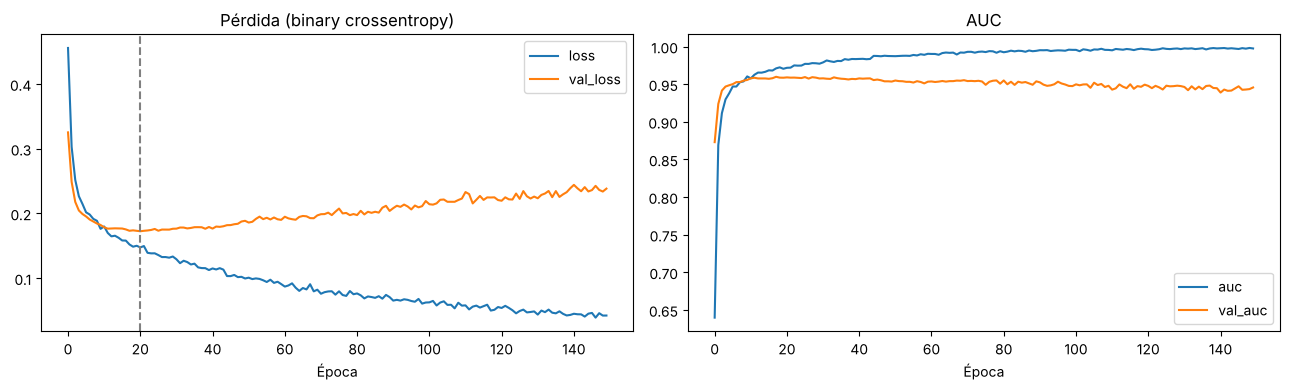 Pérdida (binary crossentropy)
loss
val_loss
0.4
0.3
0.2
0.1
0 20 40 60 80 100 120 140
Época
AUC
1.00
0.95
0.90
0.85
0.80
0.75
0.70
0.65
auc
val_auc
0 20 40 60 80 100 120 140
Época